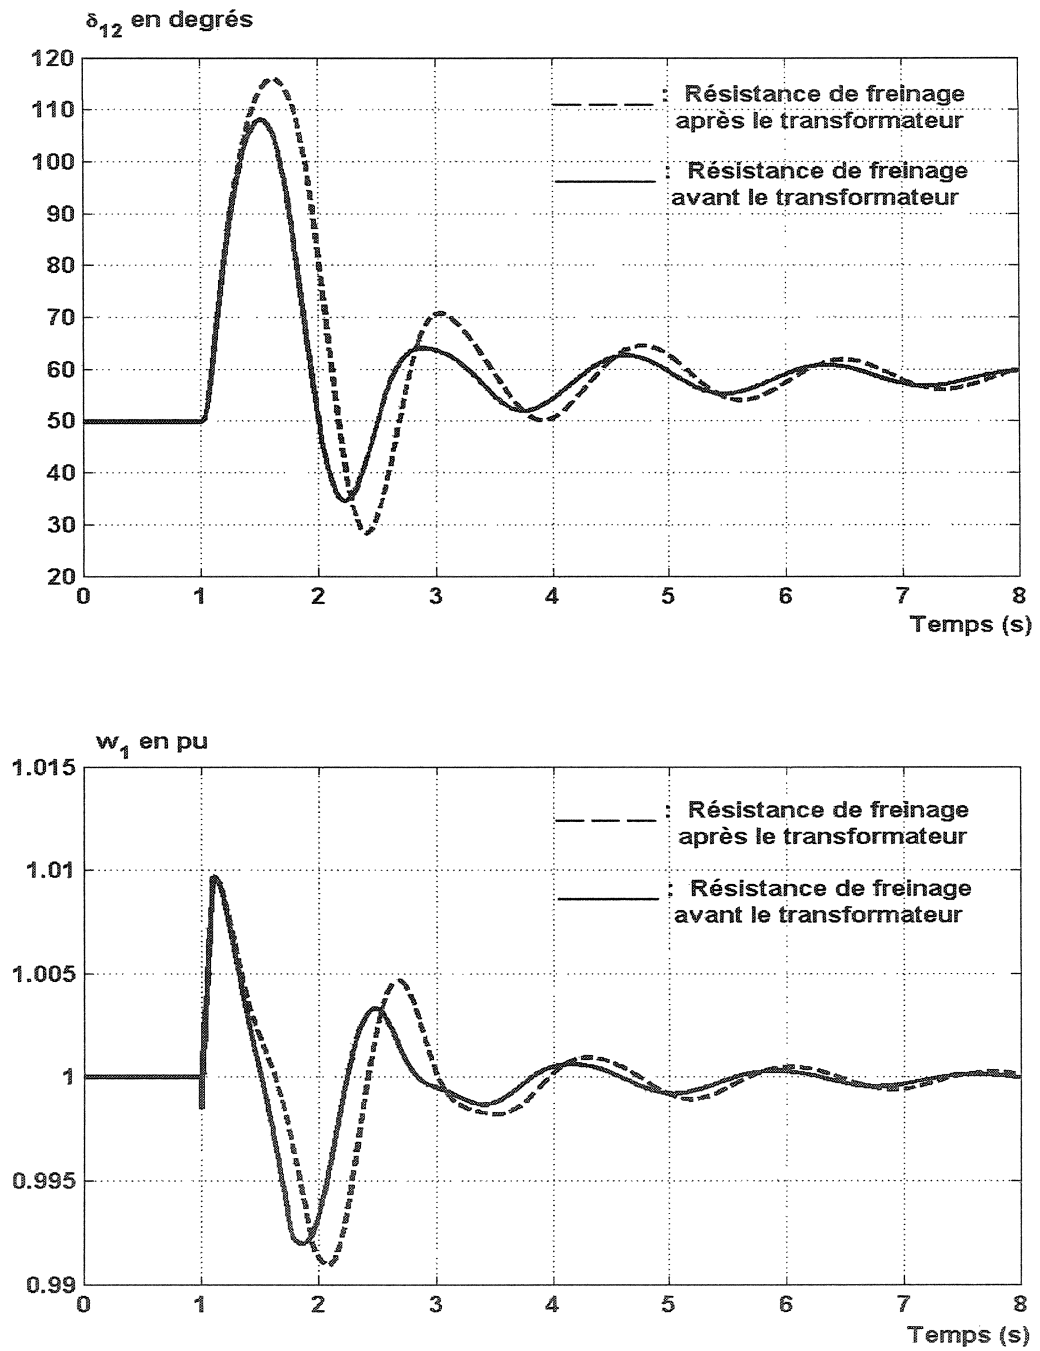 δ12 en degrés
120
110
100
90
80
70
60
50
40
30
20
0 1 2 3 4 5 6 7 8
Temps (s)
: Résistance de freinage
après le transformateur
: Résistance de freinage
avant le transformateur
w1 en pu
1.015
1.01
1.005
1
0.995
0.99
0 1 2 3 4 5 6 7 8
Temps (s)
: Résistance de freinage
après le transformateur
: Résistance de freinage
avant le transformateur